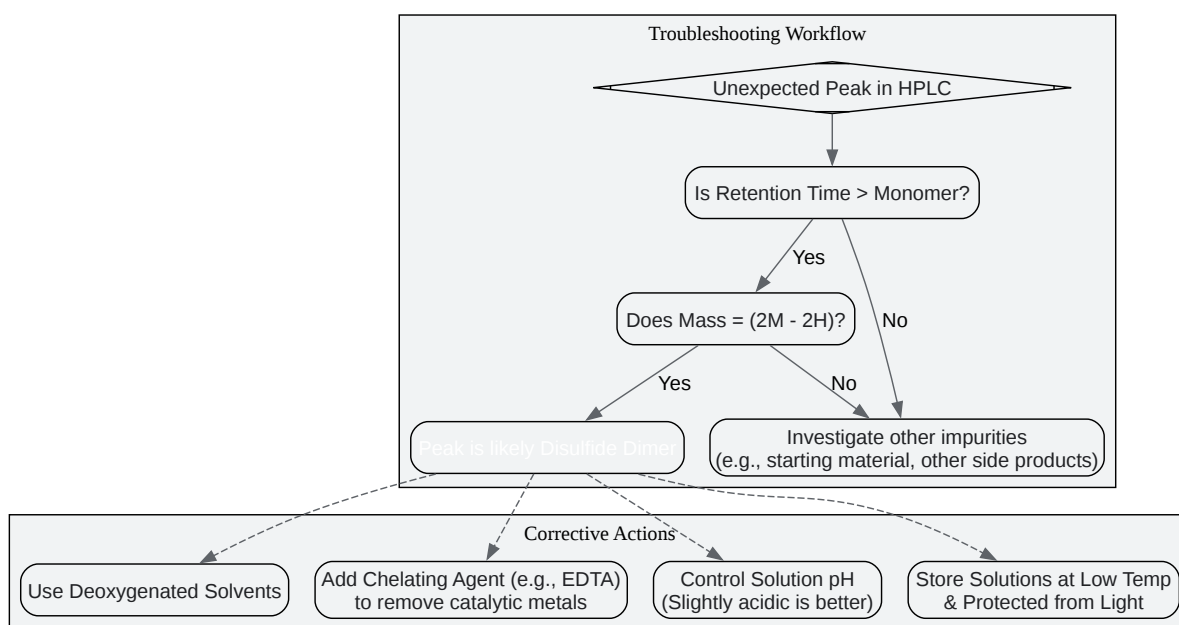 Troubleshooting Workflow
Unexpected Peak in HPLC
Is Retention Time > Monomer?
Yes
Does Mass = (2M - 2H)?
No
Yes
No
Peak is likely Disulfide Dimer
Investigate other impurities
(e.g., starting material, other side products)
Corrective Actions
Use Deoxygenated Solvents
Add Chelating Agent (e.g., EDTA)
to remove catalytic metals
Control Solution pH
(Slightly acidic is better)
Store Solutions at Low Temp
& Protected from Light